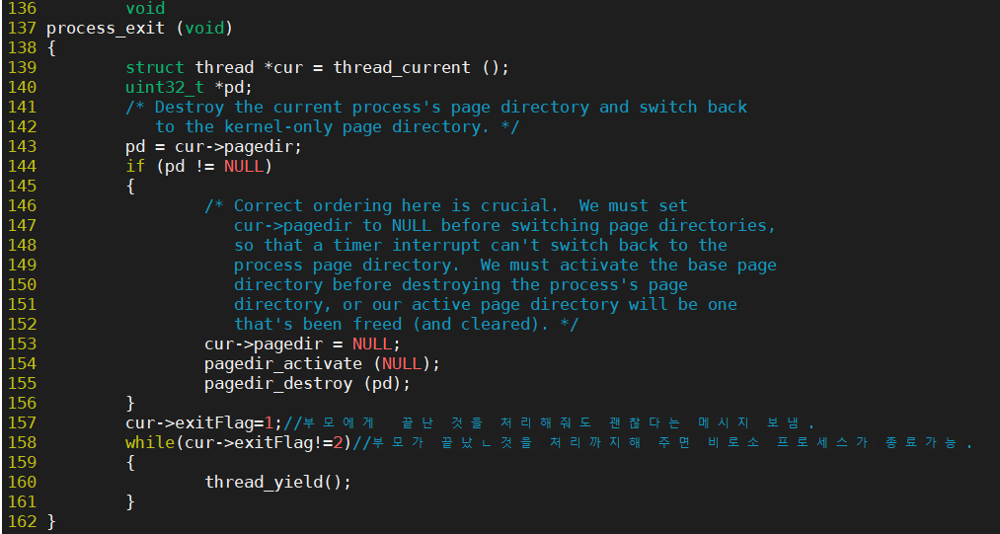 136         void
137 process_exit (void)
138 {
139         struct thread *cur = thread_current ();
140         uint32_t *pd;
141         /* Destroy the current process's page directory and switch back
142            to the kernel-only page directory. */
143         pd = cur->pagedir;
144         if (pd != NULL)
145         {
146                 /* Correct ordering here is crucial.  We must set
147                    cur->pagedir to NULL before switching page directories,
148                    so that a timer interrupt can't switch back to the
149                    process page directory.  We must activate the base page
150                    directory before destroying the process's page
151                    directory, or our active page directory will be one
152                    that's been freed (and cleared). */
153                 cur->pagedir = NULL;
154                 pagedir_activate (NULL);
155                 pagedir_destroy (pd);
156         }
157         cur->exitFlag=1;//부모에게  끝난 것을 처리해줘도 괜찮다는 메시지 보냄.
158         while(cur->exitFlag!=2)//부모가 끝났ㄴ것을 처리까지해 주면 비로소 프로세스가 종료가능.
159         {
160                 thread_yield();
161         }
162 }